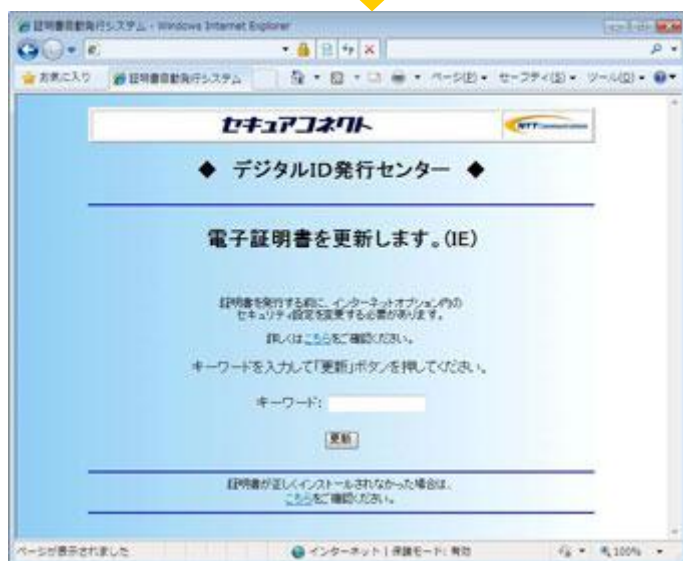 証明書自動発行システム - Windows Internet Explorer
お気に入り 証明書自動発行システム ページ(P) セーフティ(S) ツール(O)
セキュアコネクト NTT Communications
◆ デジタルID発行センター ◆
電子証明書を更新します。(IE)
証明書を発行する前に、インターネットオプション内の
セキュリティ設定を変更する必要があります。
詳しくはこちらをご確認ください。
キーワードを入力して「更新」ボタンを押してください。
キーワード:
更新
証明書が正しくインストールされなかった場合は、
こちらをご確認ください。
ページが表示されました インターネット | 保護モード: 有効 100%